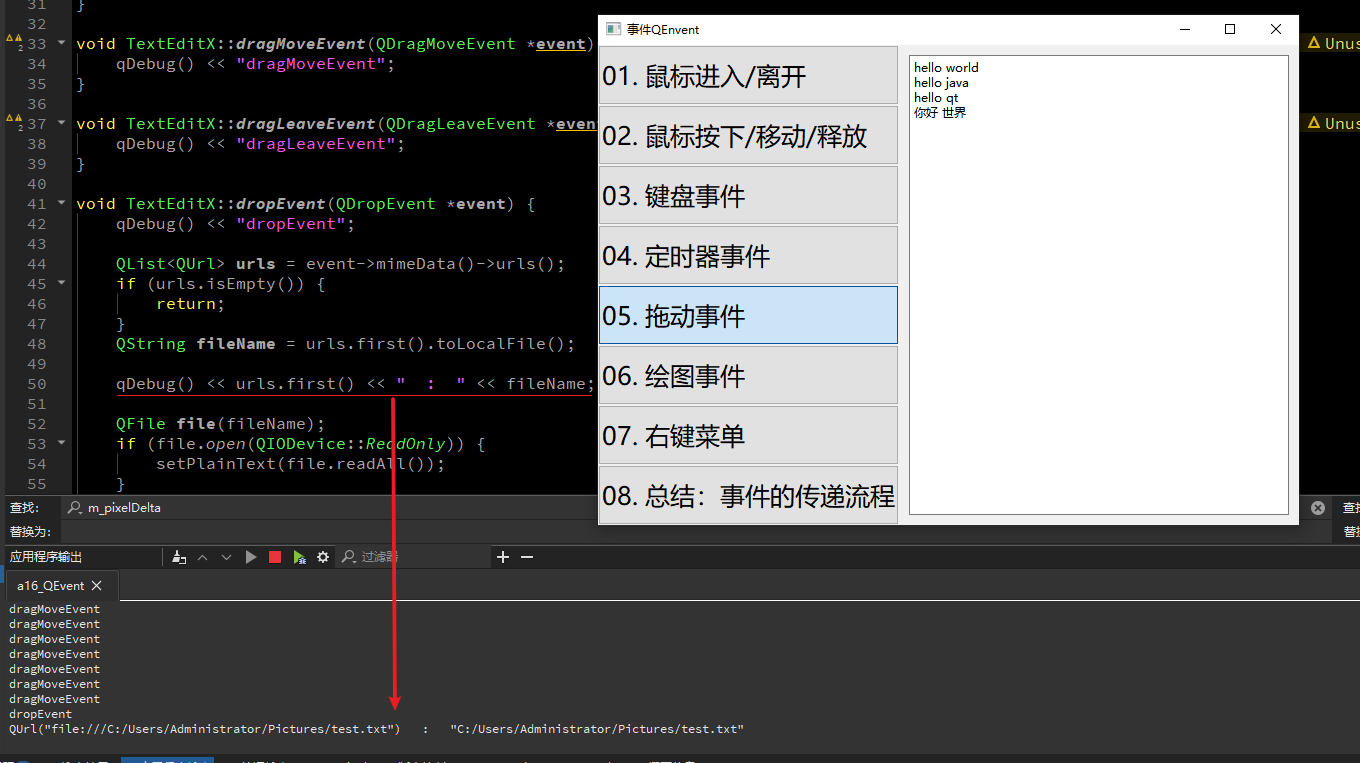 31 }
32
33 void TextEditX::dragMoveEvent(QDragMoveEvent *event)
34 qDebug() << "dragMoveEvent";
35 }
36
37 void TextEditX::dragLeaveEvent(QDragLeaveEvent *even
38 qDebug() << "dragLeaveEvent";
39 }
40
41 void TextEditX::dropEvent(QDropEvent *event) {
42 qDebug() << "dropEvent";
43
44 QList<QUrl> urls = event->mimeData()->urls();
45 if (urls.isEmpty()) {
46 return;
47 }
48 QString fileName = urls.first().toLocalFile();
49
50 qDebug() << urls.first() << "  :  " << fileName;
51
52 QFile file(fileName);
53 if (file.open(QIODevice::ReadOnly)) {
54 setPlainText(file.readAll());
55 }
2
2
Unus
Unus
事件QEnvent
01. 鼠标进入/离开
02. 鼠标按下/移动/释放
03. 键盘事件
04. 定时器事件
05. 拖动事件
06. 绘图事件
07. 右键菜单
08. 总结：事件的传递流程
hello world
hello java
hello qt
你好 世界
查找: m_pixelDelta
替换为:
查找
替换
应用程序输出 过滤器
a16_QEvent
dragMoveEvent
dragMoveEvent
dragMoveEvent
dragMoveEvent
dragMoveEvent
dragMoveEvent
dragMoveEvent
dropEvent
QUrl("file:///C:/Users/Administrator/Pictures/test.txt")   :   "C:/Users/Administrator/Pictures/test.txt"